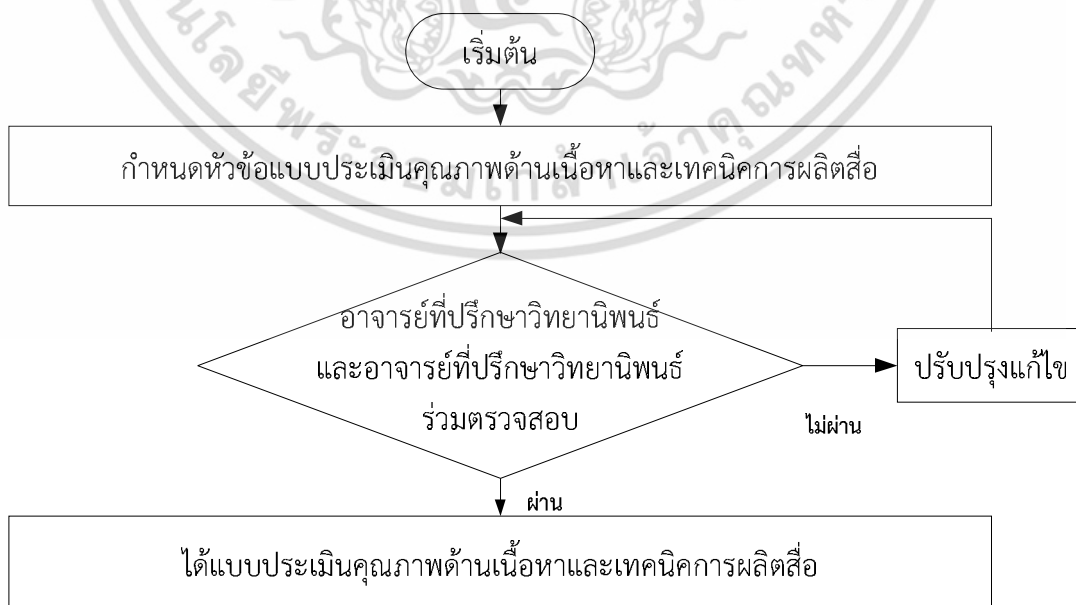 เริ่มต้น
กำหนดหัวข้อแบบประเมินคุณภาพด้านเนื้อหาและเทคนิคการผลิตสื่อ
อาจารย์ที่ปรึกษาวิทยานิพนธ์
และอาจารย์ที่ปรึกษาวิทยานิพนธ์
ร่วมตรวจสอบ
ปรับปรุงแก้ไข
ไม่ผ่าน
ผ่าน
ได้แบบประเมินคุณภาพด้านเนื้อหาและเทคนิคการผลิตสื่อ